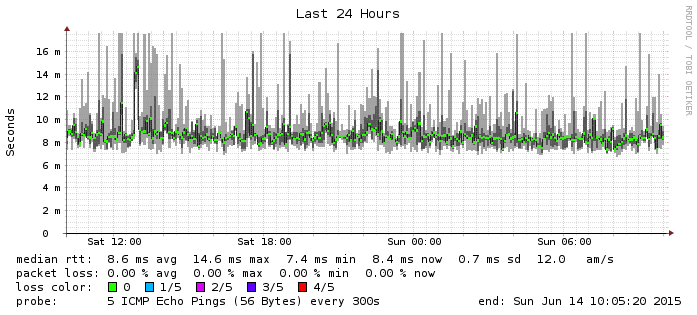 Last 24 Hours
RRDTOOL / TOBI OETIKER
Seconds
16 m
14 m
12 m
10 m
8 m
6 m
4 m
2 m
0
Sat 12:00 Sat 18:00 Sun 00:00 Sun 06:00
median rtt: 8.6 ms avg 14.6 ms max 7.4 ms min 8.4 ms now 0.7 ms sd 12.0 am/s
packet loss: 0.00 % avg 0.00 % max 0.00 % min 0.00 % now
loss color: 0 1/5 2/5 3/5 4/5
probe: 5 ICMP Echo Pings (56 Bytes) every 300s end: Sun Jun 14 10:05:20 2015